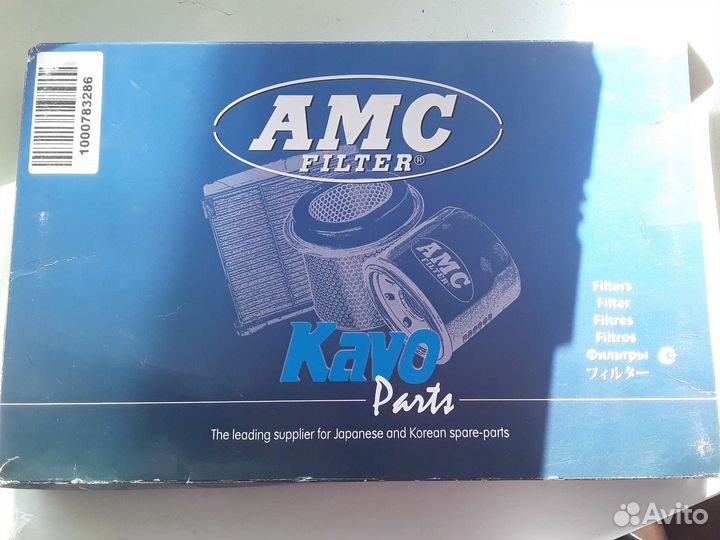 1000783286
AMC
FILTER®
AMC
FILTER
Filters
Filter
Filtres
Filtros
Фильтры
フィルター
Kavo
Parts
The leading supplier for Japanese and Korean spare-parts
Avito